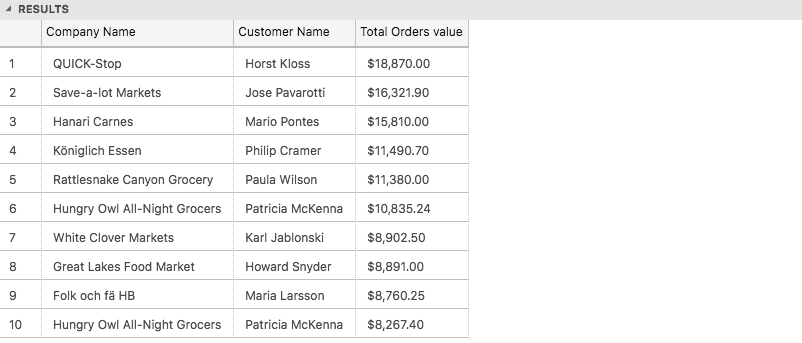 RESULTS
Company Name Customer Name Total Orders value
1 QUICK-Stop Horst Kloss $18,870.00
2 Save-a-lot Markets Jose Pavarotti $16,321.90
3 Hanari Carnes Mario Pontes $15,810.00
4 Königlich Essen Philip Cramer $11,490.70
5 Rattlesnake Canyon Grocery Paula Wilson $11,380.00
6 Hungry Owl All-Night Grocers Patricia McKenna $10,835.24
7 White Clover Markets Karl Jablonski $8,902.50
8 Great Lakes Food Market Howard Snyder $8,891.00
9 Folk och fä HB Maria Larsson $8,760.25
10 Hungry Owl All-Night Grocers Patricia McKenna $8,267.40